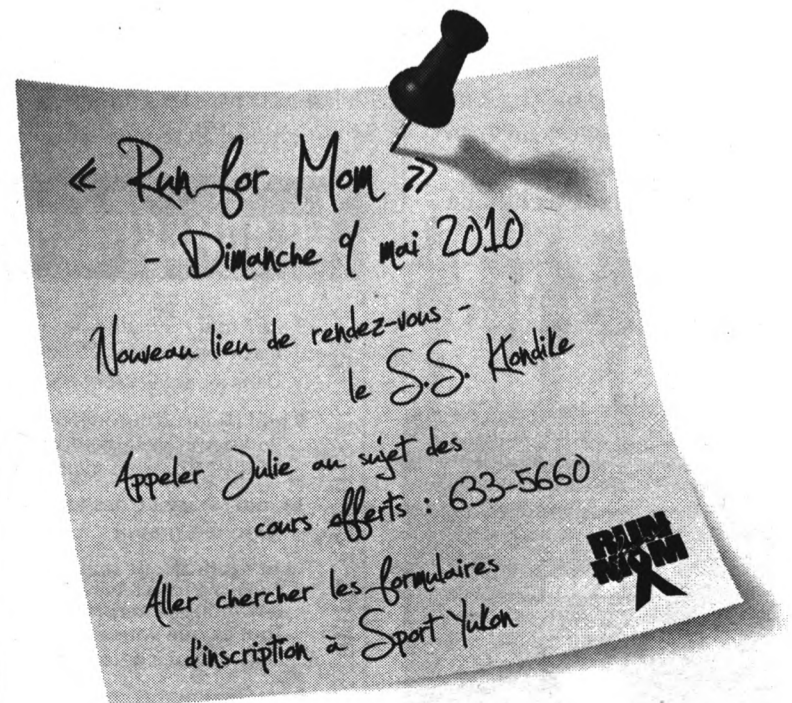 « Run for Mom »
- Dimanche 9 mai 2010
Nouveau lieu de rendez-vous -
le S.S. Klondike
Appeler Julie au sujet des
cours offerts : 633-5660
Aller chercher les formulaires
d'inscription à Sport Yukon
RUN
MOM